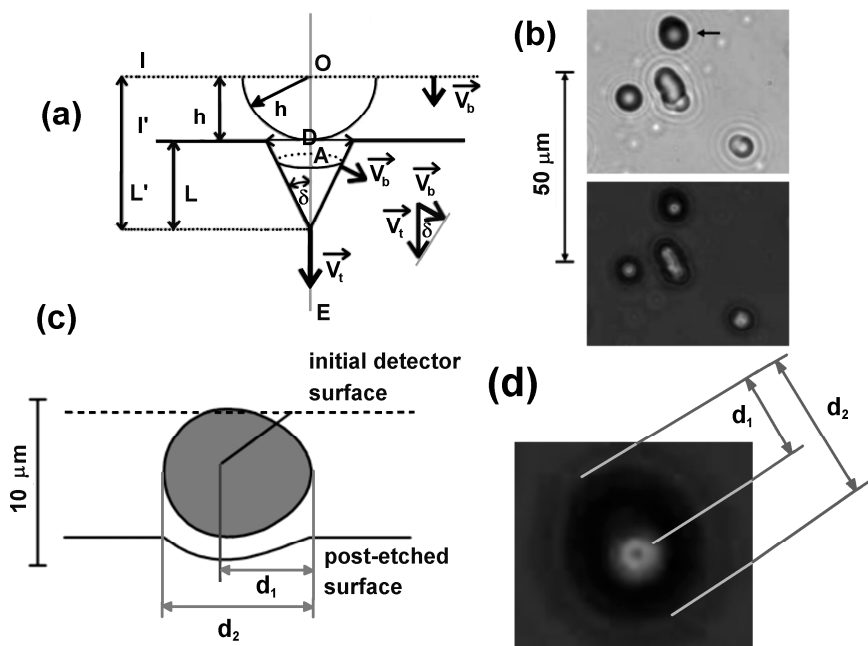 (a)
I
O
h
h
V_b
I'
D
A
V_b
L'
L
δ
V_b
V_t
δ
V_t
E
(b)
50 μm
(c)
initial detector
surface
10 μm
post-etched
surface
d₁
d₂
(d)
d₁
d₂